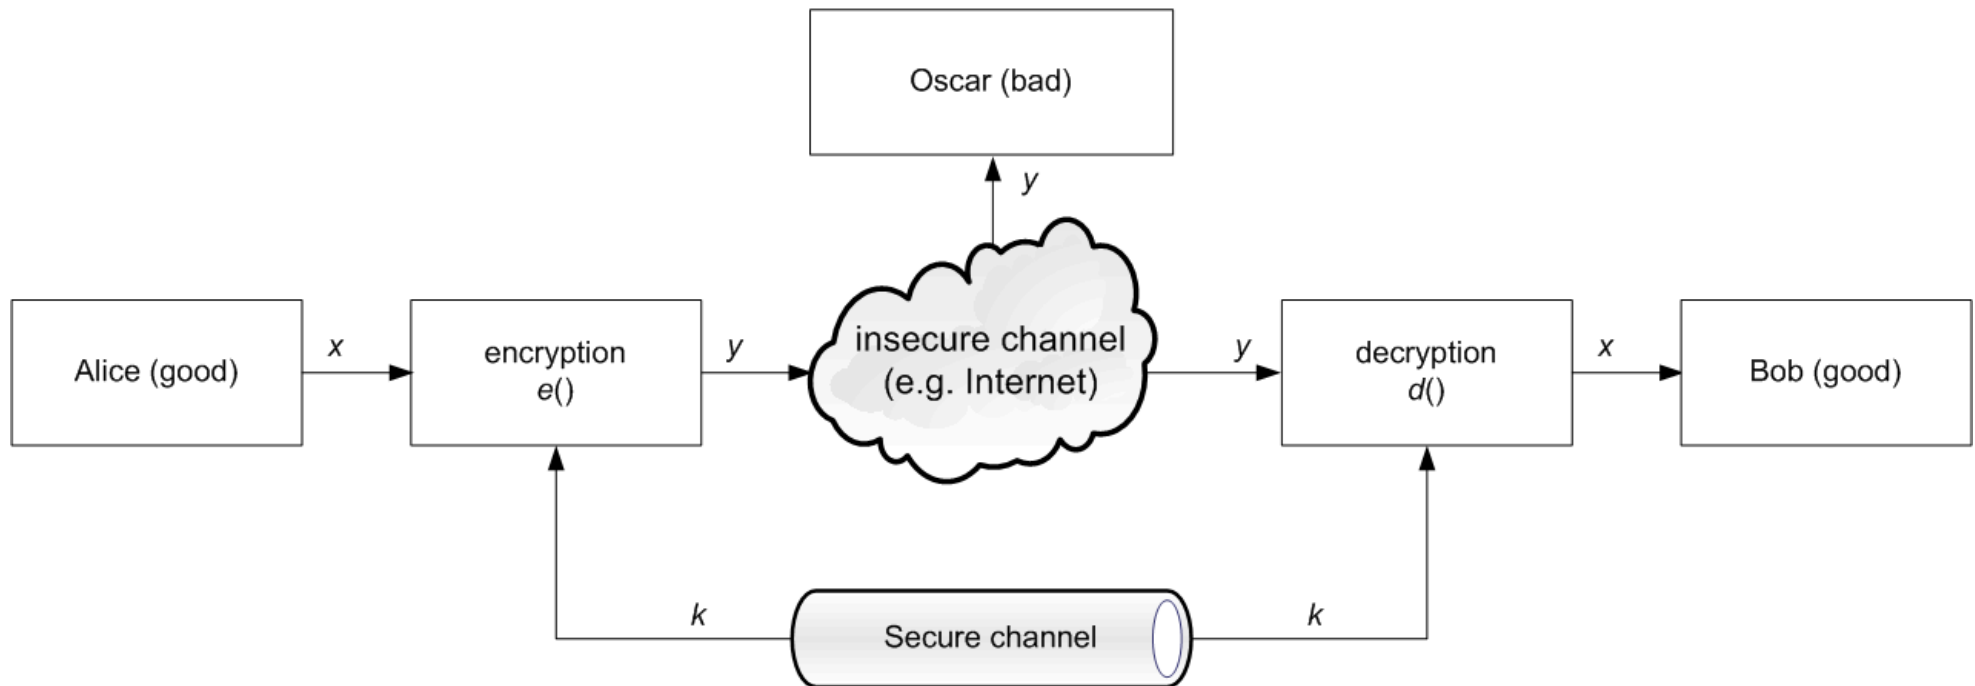 Oscar (bad)
y
Alice (good)
x
encryption
e()
y
insecure channel
(e.g. Internet)
y
decryption
d()
x
Bob (good)
k
Secure channel
k